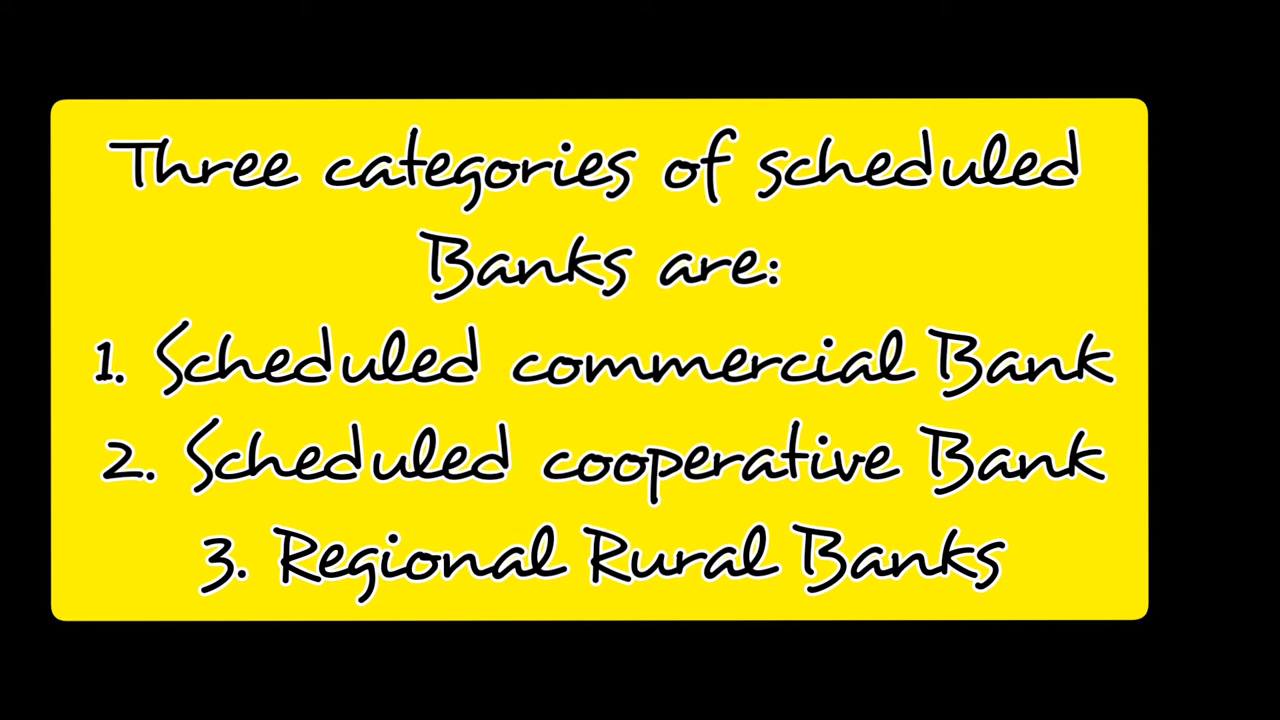 Three categories of scheduled
Banks are:
1. Scheduled commercial Bank
2. Scheduled cooperative Bank
3. Regional Rural Banks